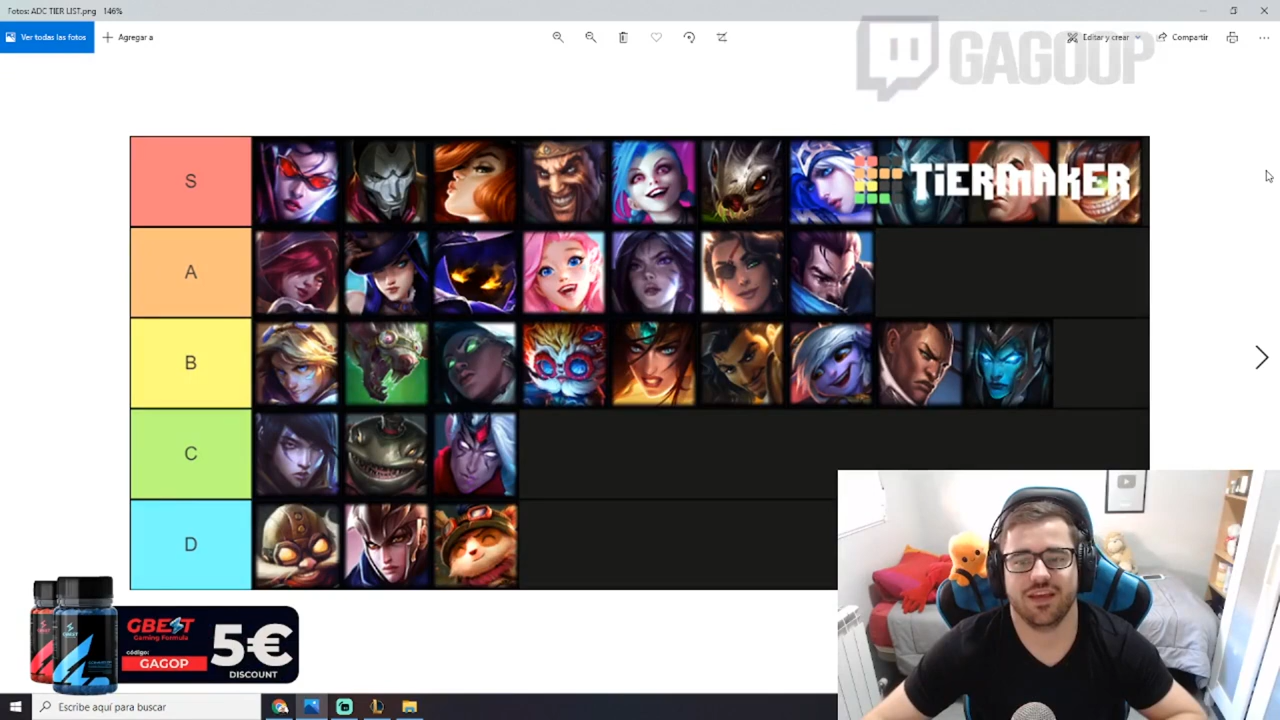 Fotos: ADC TIER LIST.png 146%
Ver todas las fotos
Agregar a
Editar y crear
Compartir
GAGOUP
S
TiERMAKER
A
B
C
D
GBEST
Gaming Formula
código:
GAGOP
5€
DISCOUNT
Escribe aquí para buscar